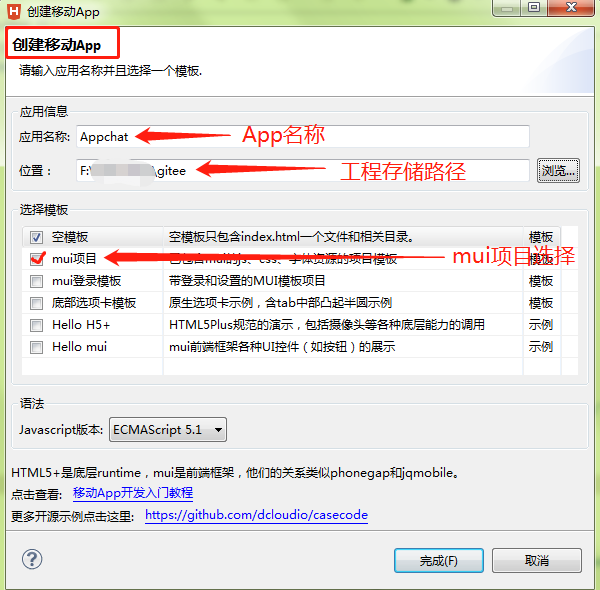 创建移动App
创建移动App
请输入应用名称并且选择一个模板.
应用信息
应用名称: Appchat App名称
位置: F:\ \gitee 工程存储路径 浏览...
选择模板
空模板 空模板只包含index.html一个文件和相关目录。 模板
mui项目 已包含mui的js、css、字体资源的项目模板 模板 mui项目选择
mui登录模板 带登录和设置的MUI模板项目 模板
底部选项卡模板 原生选项卡示例，含tab中部凸起半圆示例 模板
Hello H5+ HTML5Plus规范的演示，包括摄像头等各种底层能力的调用 示例
Hello mui mui前端框架各种UI控件（如按钮）的展示 示例
语法
Javascript版本: ECMAScript 5.1
HTML5+是底层runtime，mui是前端框架，他们的关系类似phonegap和jqmobile。
点击查看: 移动App开发入门教程
更多开源示例点击这里: https://github.com/dcloudio/casecode
? 完成(F) 取消